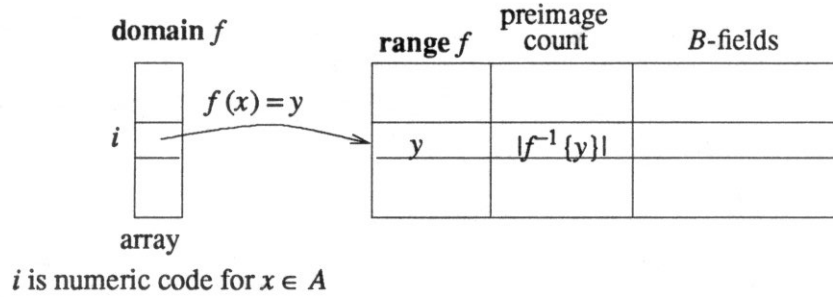 domain f
range f
preimage
count
B-fields
f (x) = y
i
y
|f⁻¹ {y}|
array
i is numeric code for x ∈ A